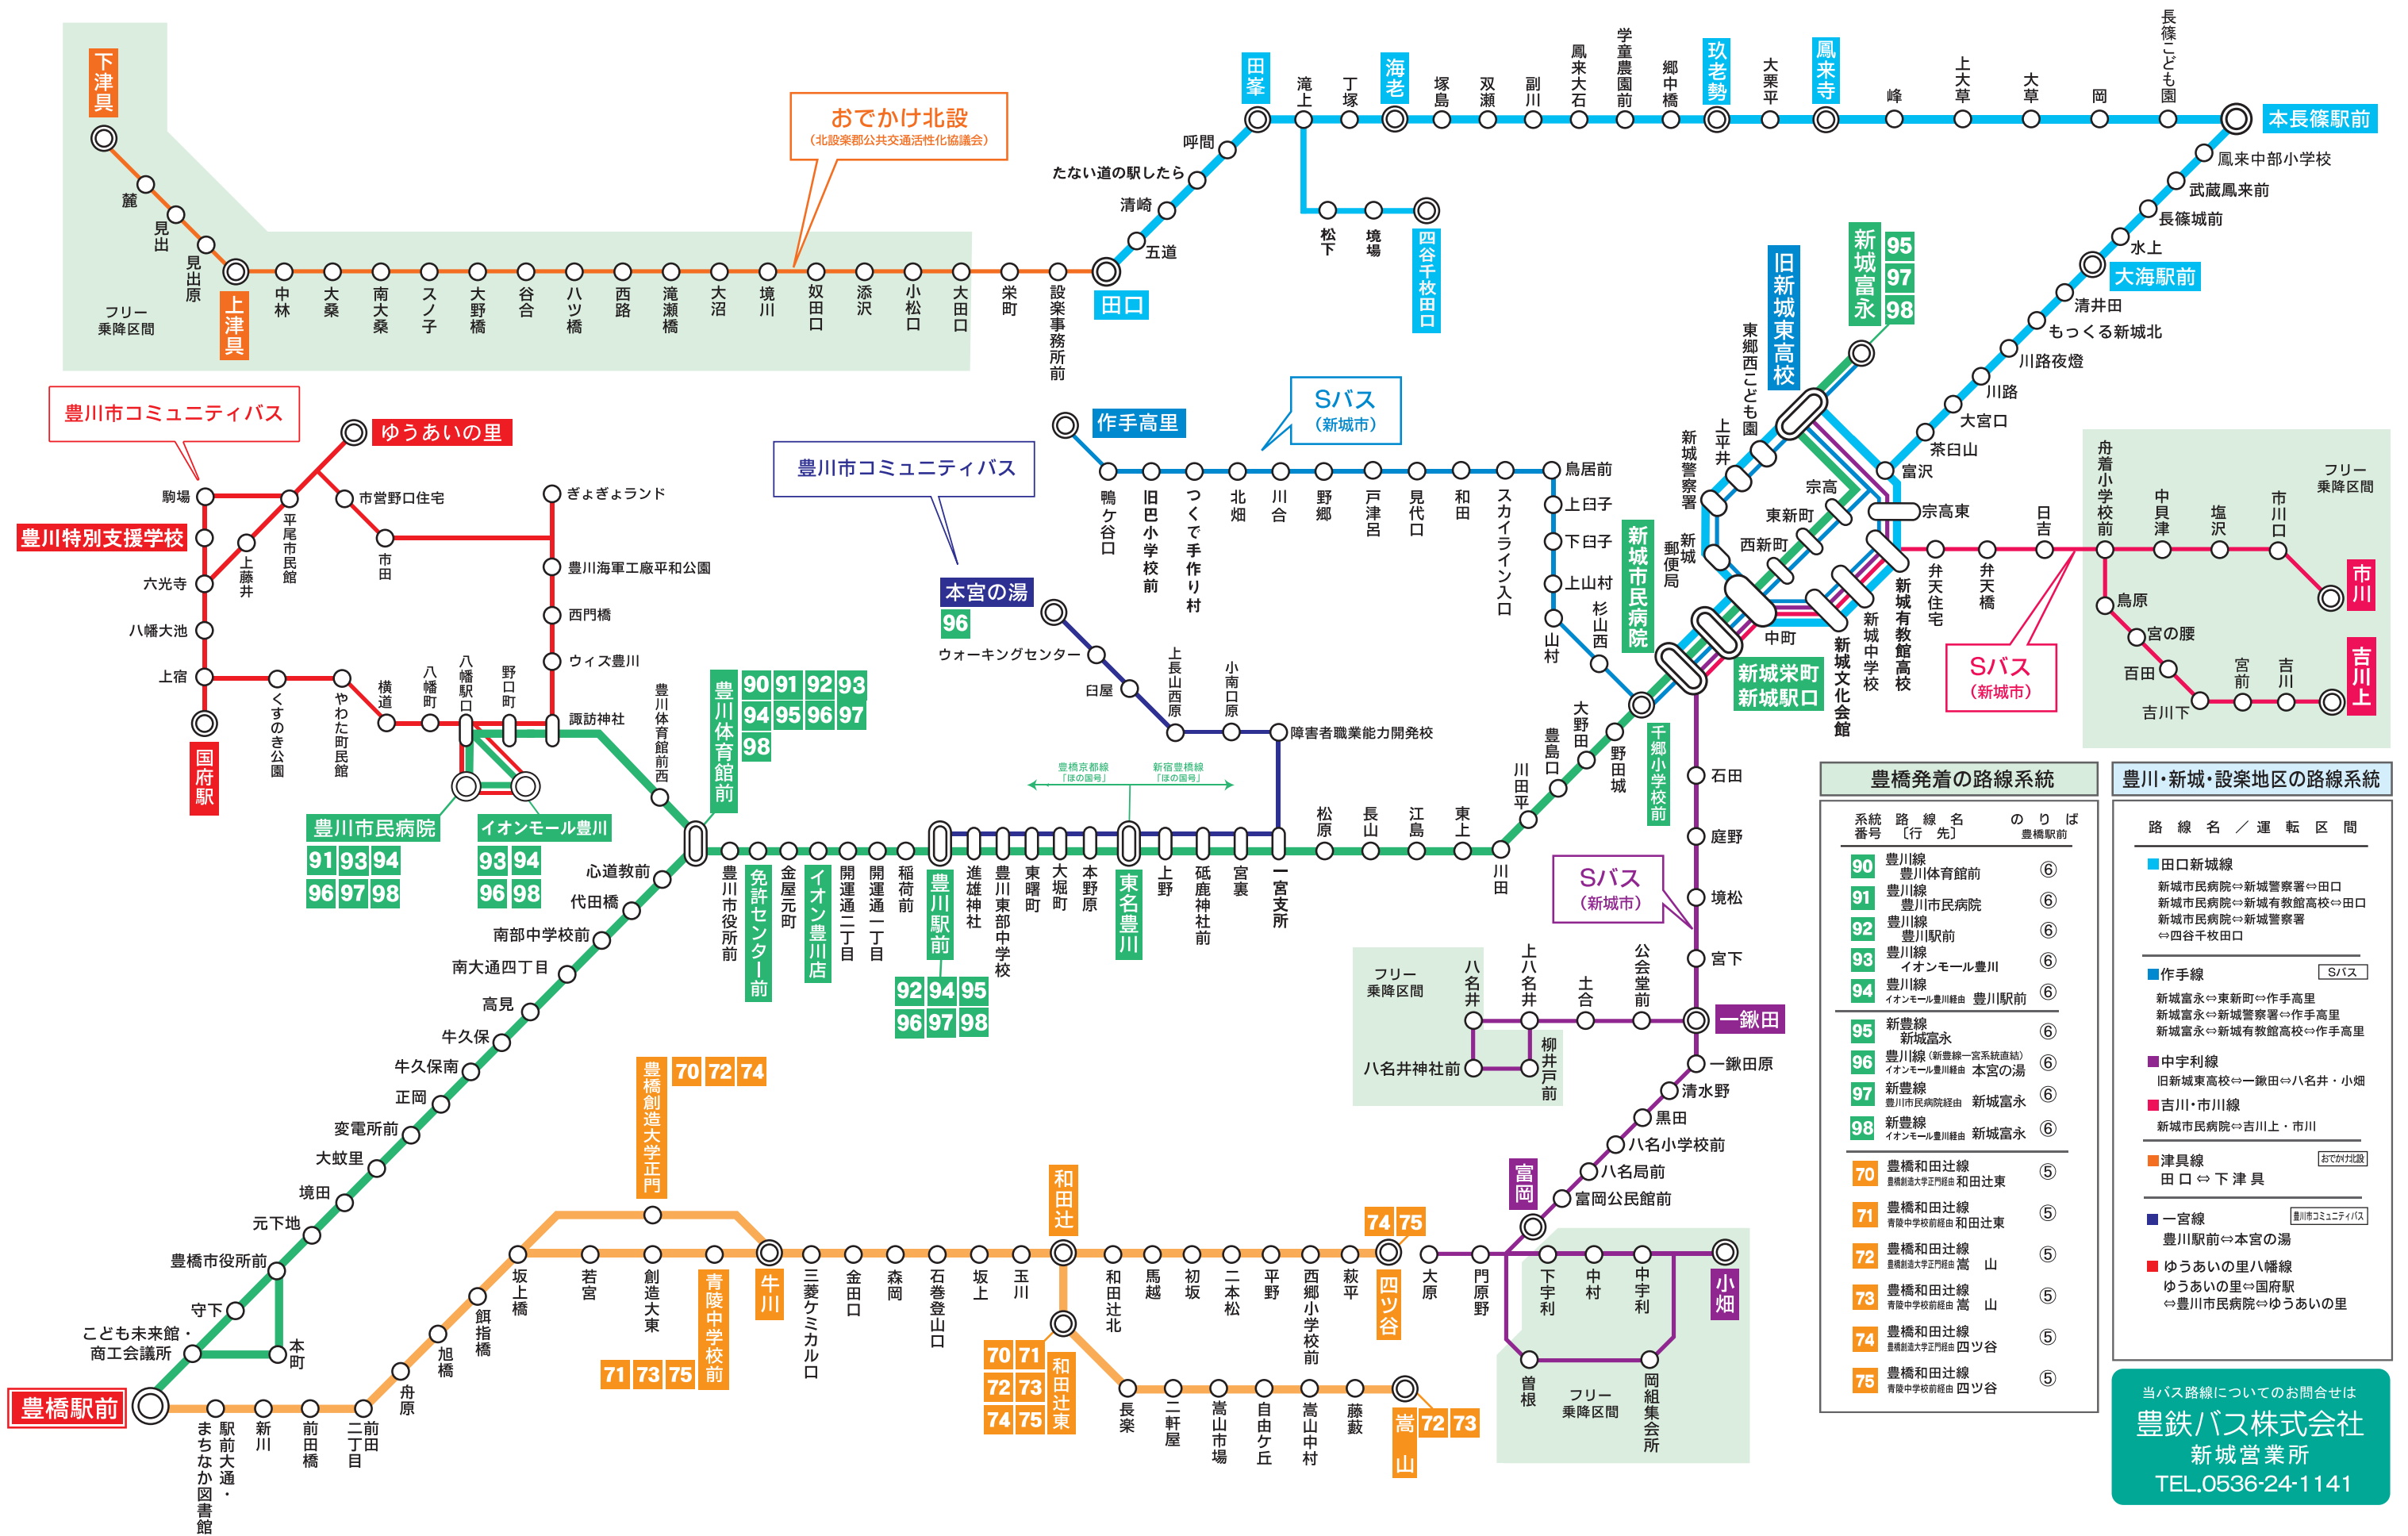 下津具
麓
見出
見出原
上津具
フリー
乗降区間
中林
大桑
南大桑
スノ子
大野橋
谷合
八ツ橋
西路
滝瀬橋
大沼
境川
奴田口
添沢
小松口
大田口
栄町
設楽事務所前
田口
おでかけ北設
（北設楽郡公共交通活性化協議会）
五道
清崎
たない道の駅したら
呼間
田峯
滝上
丁塚
海老
塚島
双瀬
副川
鳳来大石
学童農園前
郷中橋
玖老勢
大栗平
鳳来寺
峰
上大草
大草
岡
長篠こども園
本長篠駅前
松下
境場
四谷千枚田口
鳳来中部小学校
武蔵鳳来前
長篠城前
水上
大海駅前
清井田
もっくる新城北
川路夜燈
川路
大宮口
茶臼山
富沢
新城富永
95
97
98
旧新城東高校
東郷西こども園
上平井
新城警察署
新城
郵便局
宗高
東新町
西新町
宗高東
中町
新城有教館高校
新城中学校
新城文化会館
新城市民病院
新城栄町
新城駅口
弁天住宅
弁天橋
日吉
舟着小学校前
中貝津
塩沢
市川口
市川
鳥原
宮の腰
百田
吉川下
宮前
吉川
吉川上
フリー
乗降区間
Sバス
（新城市）
作手高里
Sバス
（新城市）
鴨ケ谷口
旧巴小学校前
つくで手作り村
北畑
川合
野郷
戸津呂
見代口
和田
スカイライン入口
鳥居前
上臼子
下臼子
上山村
山村
杉山西
千郷小学校前
野田城
大野田
豊島口
川田平
川田
東上
江島
長山
松原
豊川市コミュニティバス
ゆうあいの里
駒場
豊川特別支援学校
六光寺
八幡大池
上宿
国府駅
上藤井
平尾市民館
市営野口住宅
市田
ぎょぎょランド
豊川海軍工廠平和公園
西門橋
ウィズ豊川
諏訪神社
くすのき公園
やわた町民館
横道
八幡町
八幡駅口
野口町
豊川体育館前西
豊川市民病院
91 93 94
96 97 98
イオンモール豊川
93 94
96 98
豊川体育館前
90 91 92 93
94 95 96 97
98
豊川市コミュニティバス
本宮の湯
96
ウォーキングセンター
臼屋
上長山西原
小南口原
障害者職業能力開発校
豊橋京都線
「ほの国号」
新宿豊橋線
「ほの国号」
豊川市役所前
免許センター前
金屋元町
イオン豊川店
開運通二丁目
開運通一丁目
稲荷前
豊川駅前
92 94 95
96 97 98
進雄神社
豊川東部中学校
東曙町
大堀町
本野原
東名豊川
上野
砥鹿神社前
宮裏
一宮支所
心道教前
代田橋
南部中学校前
南大通四丁目
高見
牛久保
牛久保南
正岡
変電所前
大蚊里
境田
元下地
豊橋市役所前
守下
こども未来館・
商工会議所
本町
豊橋駅前
駅前大通・
まちなか図書館
新川
前田橋
前田
二丁目
舟原
旭橋
餌指橋
坂上橋
豊橋創造大学正門
70 72 74
若宮
創造大東
青陵中学校前
71 73 75
牛川
三菱ケミカル口
金田口
森岡
石巻登山口
坂上
玉川
和田辻
和田辻北
馬越
初坂
二本松
平野
西郷小学校前
萩平
四ツ谷
74 75
和田辻東
70 71
72 73
74 75
長楽
二軒屋
嵩山市場
自由ケ丘
嵩山中村
藤藪
嵩山
72 73
Sバス
（新城市）
石田
庭野
境松
宮下
一鍬田
公会堂前
土合
上八名井
八名井
八名井神社前
柳井戸前
フリー
乗降区間
一鍬田原
清水野
黒田
八名小学校前
八名局前
富岡公民館前
富岡
大原
門原野
下宇利
中村
中宇利
小畑
曽根
岡組集会所
フリー
乗降区間
豊橋発着の路線系統
系統 路線名 のりば
番号 ［行先］ 豊橋駅前
90 豊川線 ⑥
豊川体育館前
91 豊川線 ⑥
豊川市民病院
92 豊川線 ⑥
豊川駅前
93 豊川線 ⑥
イオンモール豊川
94 豊川線 ⑥
イオンモール豊川経由 豊川駅前
95 新豊線 ⑥
新城富永
96 豊川線（新豊線一宮系統直結） ⑥
イオンモール豊川経由 本宮の湯
97 新豊線 ⑥
豊川市民病院経由 新城富永
98 新豊線 ⑥
イオンモール豊川経由 新城富永
70 豊橋和田辻線 ⑤
豊橋創造大学正門経由 和田辻東
71 豊橋和田辻線 ⑤
青陵中学校前経由 和田辻東
72 豊橋和田辻線 ⑤
豊橋創造大学正門経由 嵩 山
73 豊橋和田辻線 ⑤
青陵中学校前経由 嵩 山
74 豊橋和田辻線 ⑤
豊橋創造大学正門経由 四ツ谷
75 豊橋和田辻線 ⑤
青陵中学校前経由 四ツ谷
豊川・新城・設楽地区の路線系統
路線名／運転区間
■田口新城線
新城市民病院⇔新城警察署⇔田口
新城市民病院⇔新城有教館高校⇔田口
新城市民病院⇔新城警察署
⇔四谷千枚田口
■作手線 Sバス
新城富永⇔東新町⇔作手高里
新城富永⇔新城警察署⇔作手高里
新城富永⇔新城有教館高校⇔作手高里
■中宇利線
旧新城東高校⇔一鍬田⇔八名井・小畑
■吉川・市川線
新城市民病院⇔吉川上・市川
■津具線 おでかけ北設
田口⇔下津具
■一宮線 豊川市コミュニティバス
豊川駅前⇔本宮の湯
■ゆうあいの里八幡線
ゆうあいの里⇔国府駅
⇔豊川市民病院⇔ゆうあいの里
当バス路線についてのお問合せは
豊鉄バス株式会社
新城営業所
TEL.0536-24-1141